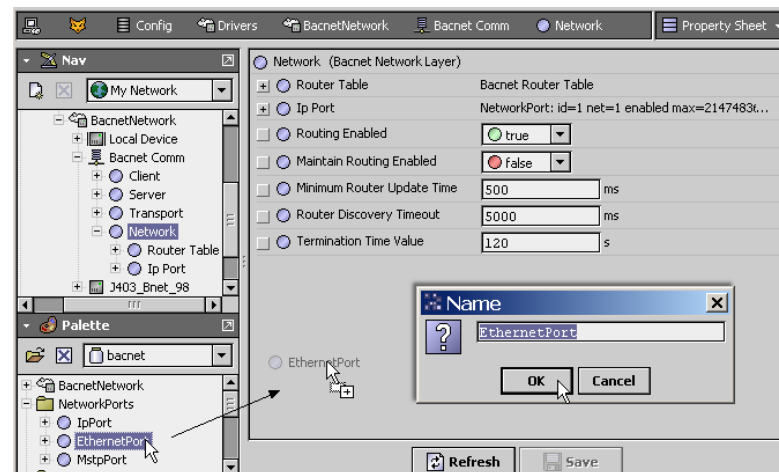 Config Drivers BacnetNetwork Bacnet Comm Network Property Sheet
Nav
My Network
BacnetNetwork
Local Device
Bacnet Comm
Client
Server
Transport
Network
Router Table
Ip Port
J403_Bnet_98
Palette
bacnet
BacnetNetwork
NetworkPorts
IpPort
EthernetPort
MstpPort
Network (Bacnet Network Layer)
Router Table Bacnet Router Table
Ip Port NetworkPort: id=1 net=1 enabled max=2147483(...
Routing Enabled true
Maintain Routing Enabled false
Minimum Router Update Time 500 ms
Router Discovery Timeout 5000 ms
Termination Time Value 120 s
EthernetPort
Name
EthernetPort
OK Cancel
Refresh Save